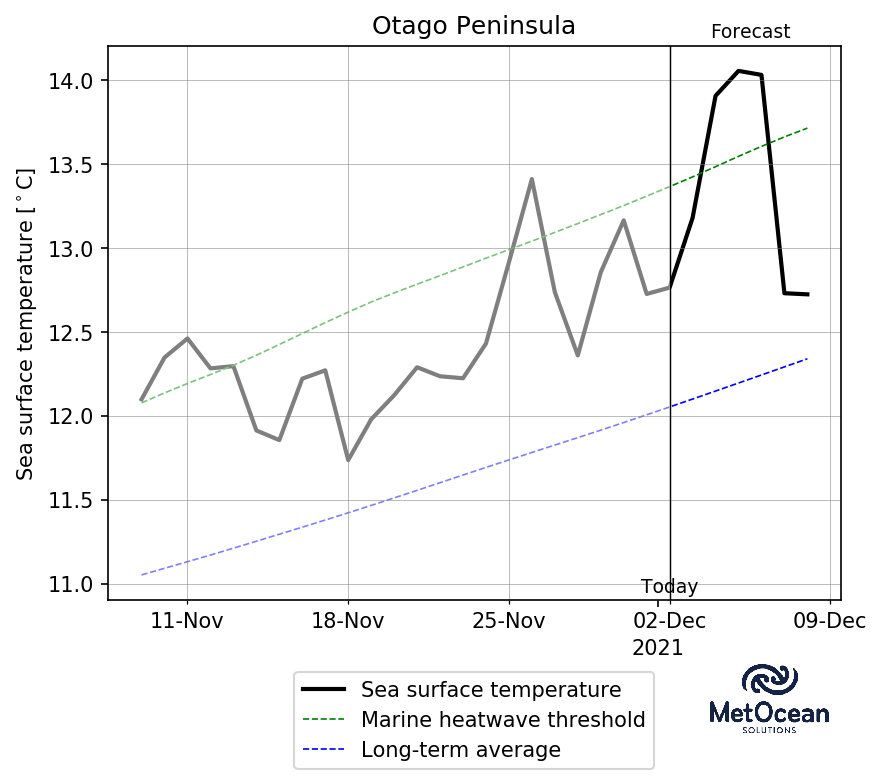 Otago Peninsula
Forecast
Sea surface temperature [°C]
14.0
13.5
13.0
12.5
12.0
11.5
11.0
Today
11-Nov
18-Nov
25-Nov
02-Dec
09-Dec
2021
Sea surface temperature
Marine heatwave threshold
Long-term average
MetOcean
SOLUTIONS